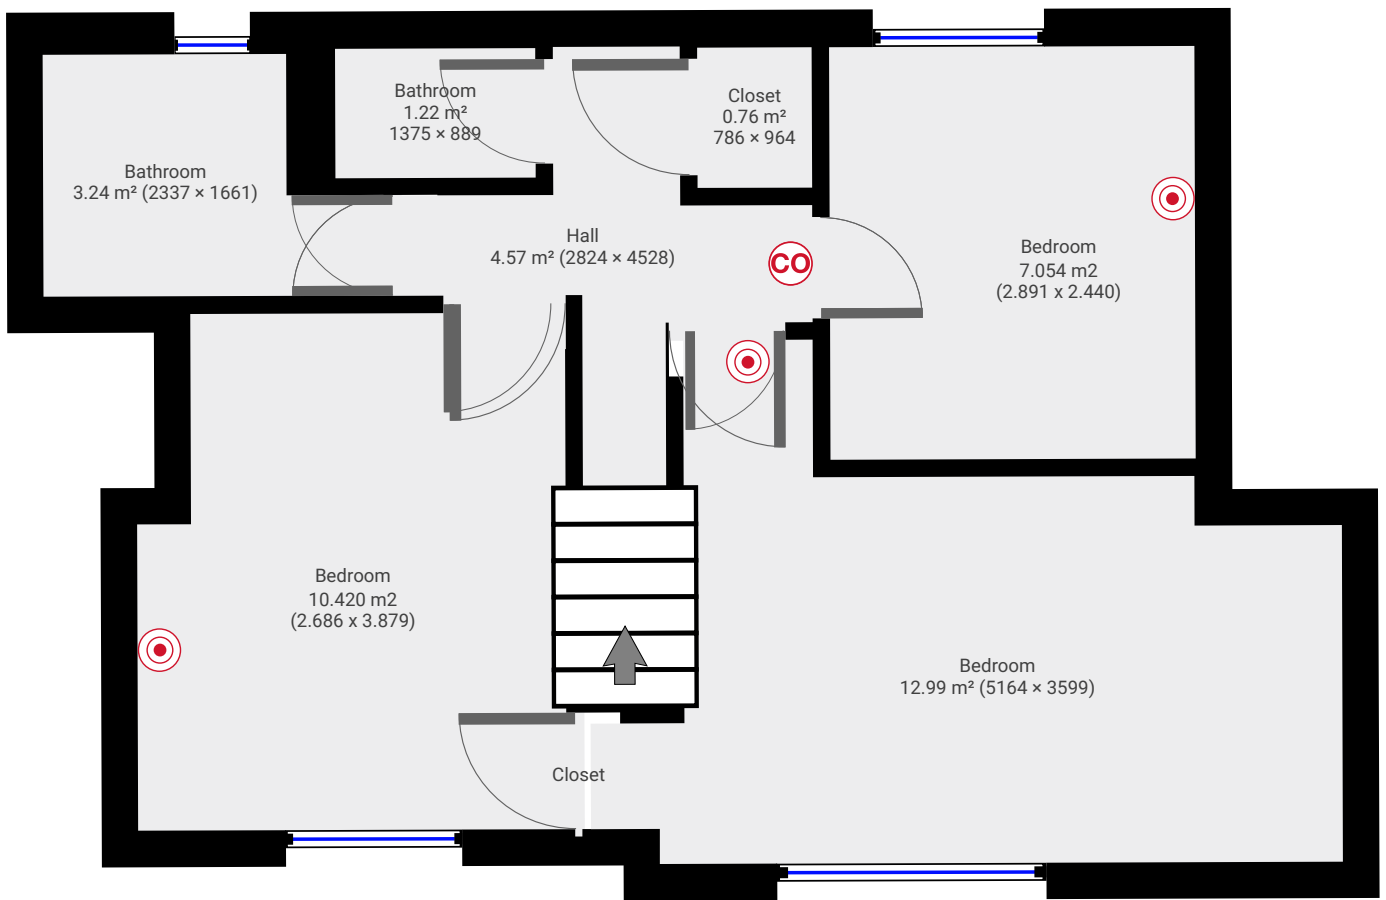 Bathroom
1.22 m²
1375 × 889
Closet
0.76 m²
786 × 964
Bathroom
3.24 m² (2337 × 1661)
Hall
4.57 m² (2824 × 4528)
CO
Bedroom
7.054 m2
(2.891 x 2.440)
Bedroom
10.420 m2
(2.686 x 3.879)
Bedroom
12.99 m² (5164 × 3599)
Closet